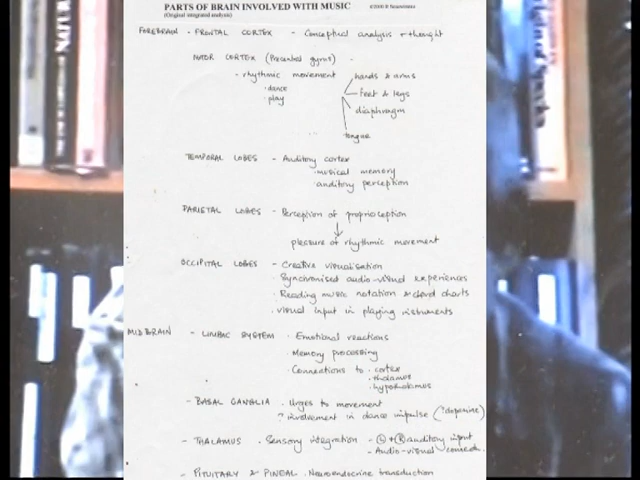 PARTS OF BRAIN INVOLVED WITH MUSIC
(Original integrated analysis)
FOREBRAIN • FRONTAL CORTEX - Conceptual analysis + thought
MOTOR CORTEX (Precentral gyrus) -
- rhythmic movement
• dance
• play
hands & arms
feet & legs
diaphragm
tongue
TEMPORAL LOBES - Auditory cortex
• musical memory
• auditory perception
PARIETAL LOBES - Perception of proprioception
↓
pleasure of rhythmic movement
OCCIPITAL LOBES - Creative visualisation
• Synchronised audio-visual experiences
• Reading music notation & chord charts
• visual input in playing instruments
MIDBRAIN - LIMBIC SYSTEM • Emotional reactions
• Memory processing
• Connections to • cortex
• thalamus
• hypothalamus
- BASAL GANGLIA • Urges to movement
? involvement in dance impulse (? dopamine)
- THALAMUS • Sensory integration - L + R auditory input
- Audio-visual connect.
- PITUITARY & PINEAL • Neuroendocrine transduction